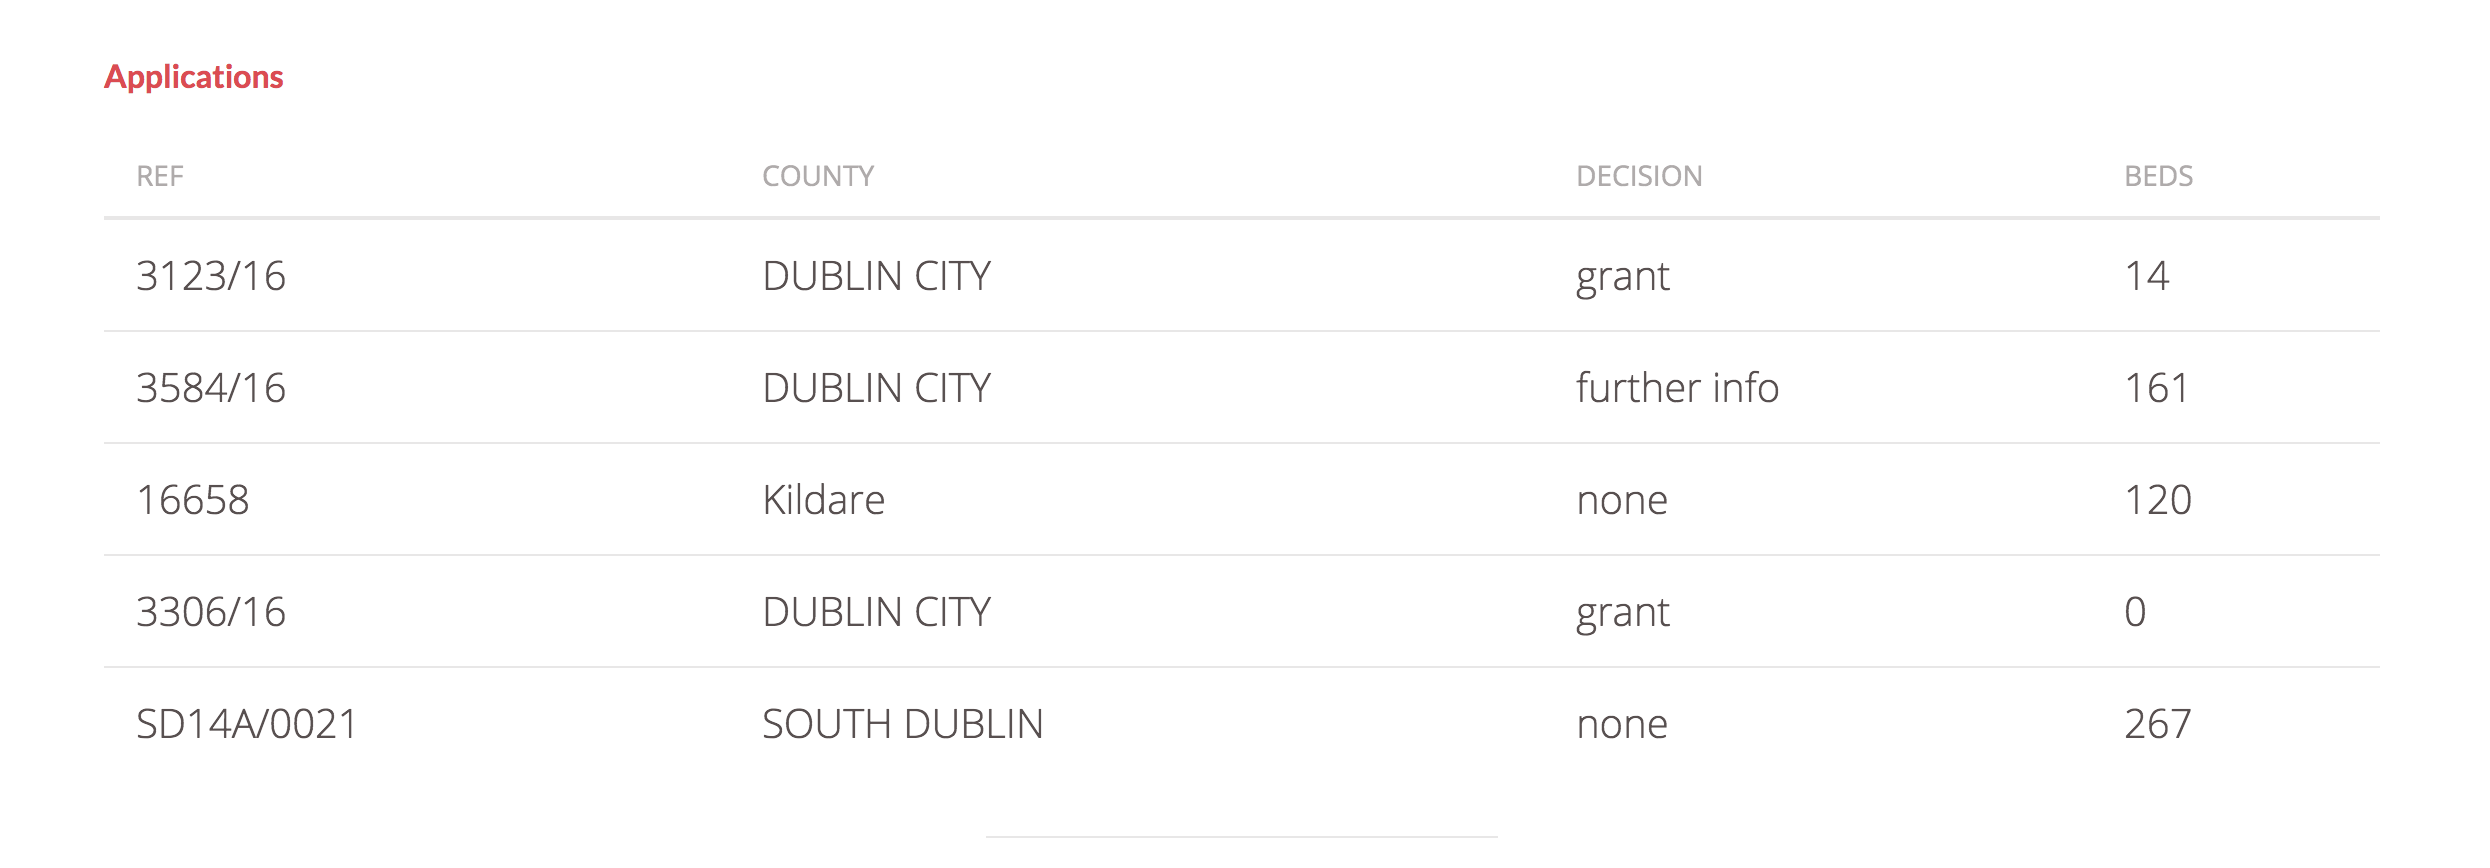 Applications
REF COUNTY DECISION BEDS
3123/16 DUBLIN CITY grant 14
3584/16 DUBLIN CITY further info 161
16658 Kildare none 120
3306/16 DUBLIN CITY grant 0
SD14A/0021 SOUTH DUBLIN none 267